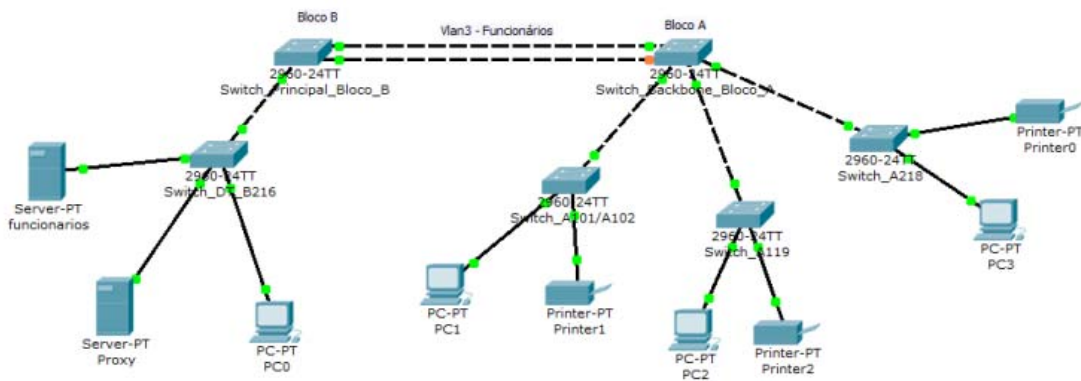 Bloco B
Vlan3 - Funcionários
Bloco A
2960-24TT
Switch_Principal_Bloco_B
2960-24TT
Switch_Backbone_Bloco_A
Printer-PT
Printer0
2960-24TT
Switch_A218
2960-24TT
Switch_DTI_B216
Server-PT
funcionarios
2960-24TT
Switch_A101/A102
2960-24TT
Switch_A119
PC-PT
PC3
Server-PT
Proxy
PC-PT
PC0
PC-PT
PC1
Printer-PT
Printer1
PC-PT
PC2
Printer-PT
Printer2